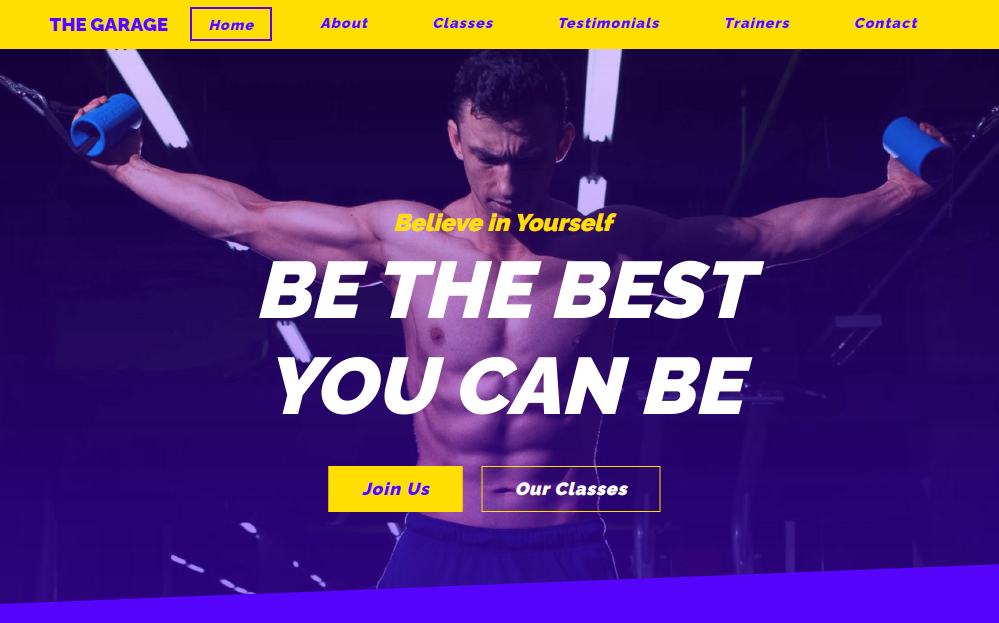 THE GARAGE Home About Classes Testimonials Trainers Contact
Believe in Yourself
BE THE BEST
YOU CAN BE
Join Us Our Classes